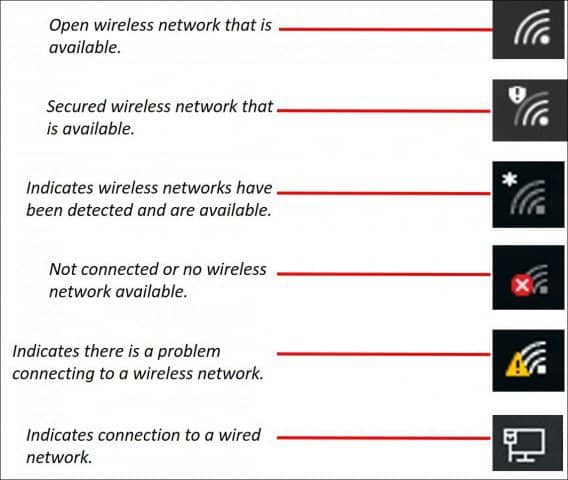 Open wireless network that is
available.
Secured wireless network that
is available.
Indicates wireless networks have
been detected and are available.
Not connected or no wireless
network available.
Indicates there is a problem
connecting to a wireless network.
Indicates connection to a wired
network.